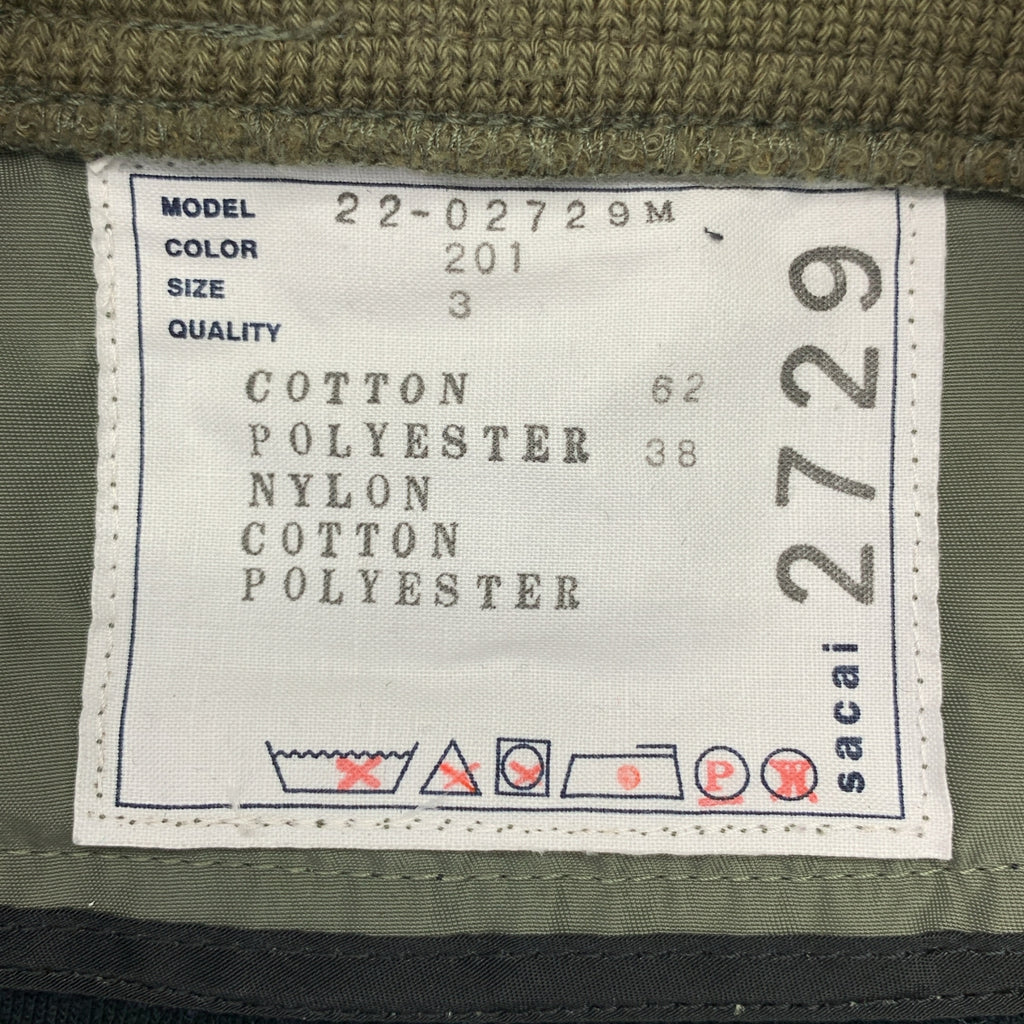 MODEL 22-02729M
COLOR 201
SIZE 3
QUALITY
COTTON 62
POLYESTER 38
NYLON
COTTON
POLYESTER
P
W
sacai 2729